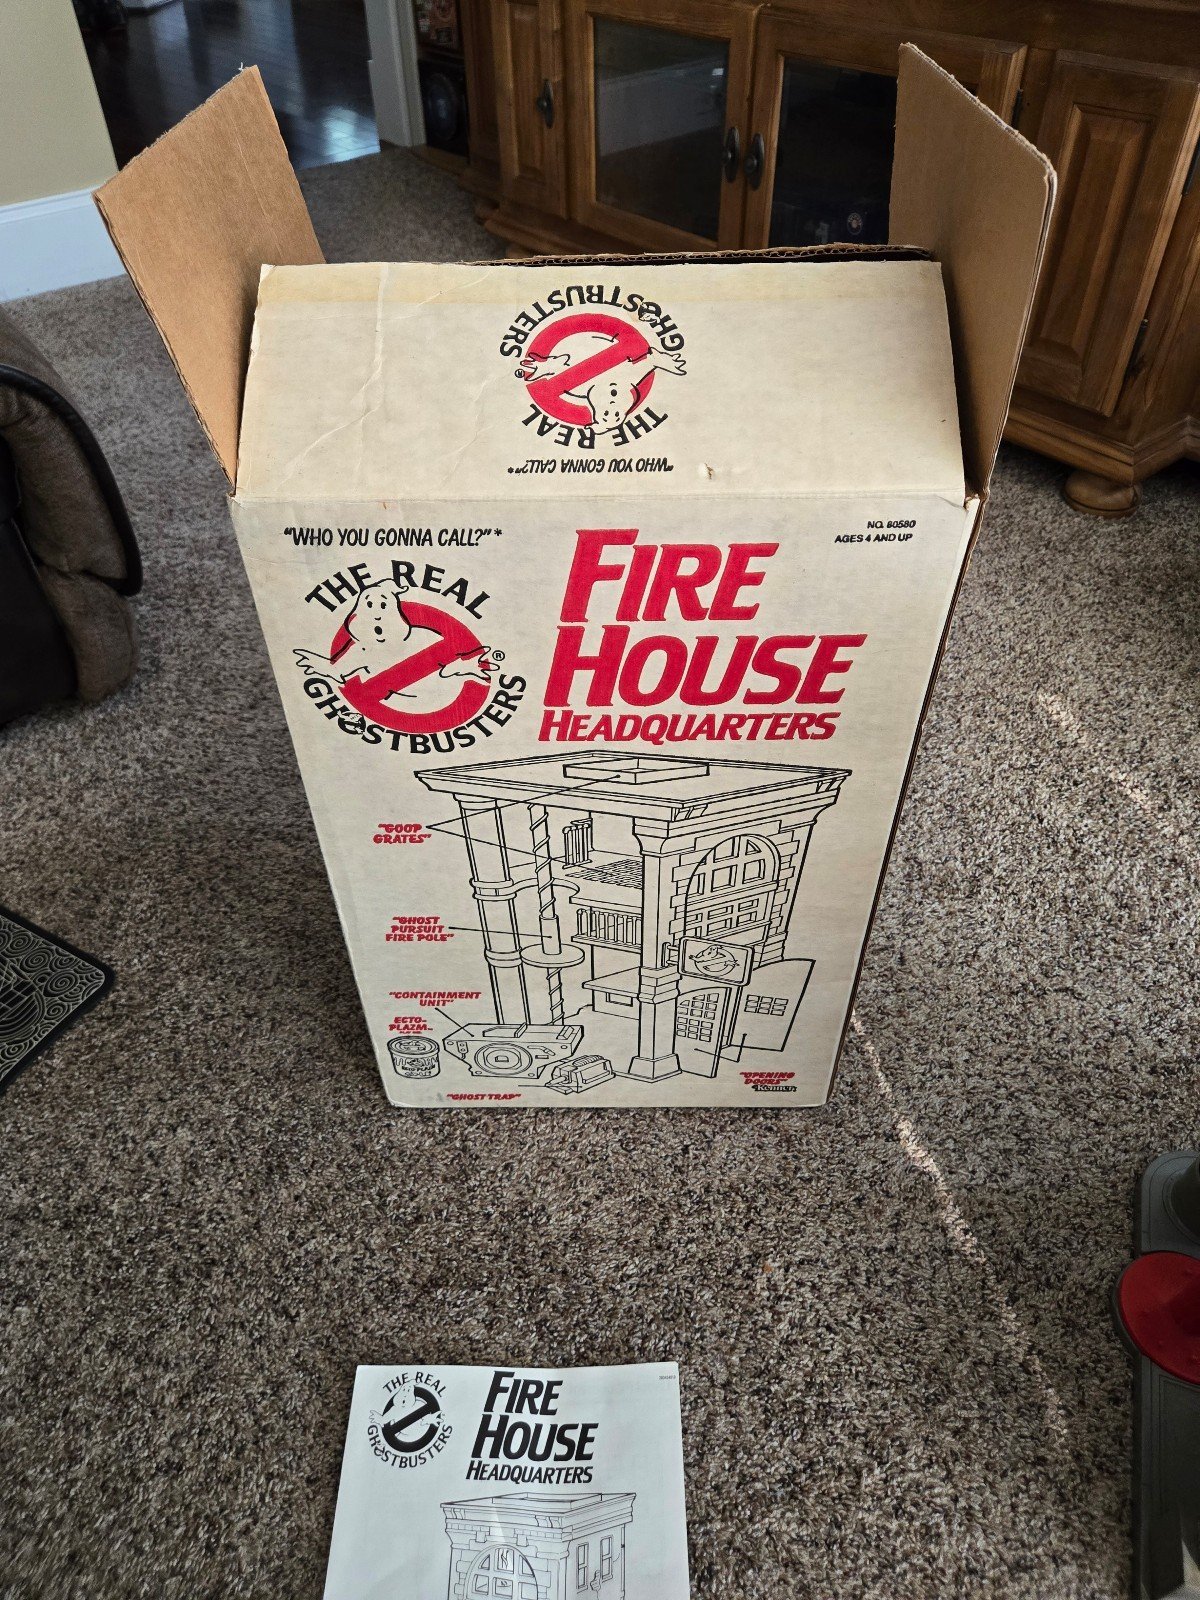 THE REAL
GHOSTBUSTERS®
"WHO YOU GONNA CALL?"*
"WHO YOU GONNA CALL?"*
THE REAL
GHOSTBUSTERS®
FIRE
HOUSE
HEADQUARTERS
NO. 80580
AGES 4 AND UP
"GOOP
GRATES"
"GHOST
PURSUIT
FIRE POLE"
"CONTAINMENT
UNIT"
ECTO-
PLAZM
"GHOST TRAP"
"OPENING
DOORS"
Kenner
THE REAL
GHOSTBUSTERS
FIRE
HOUSE
HEADQUARTERS